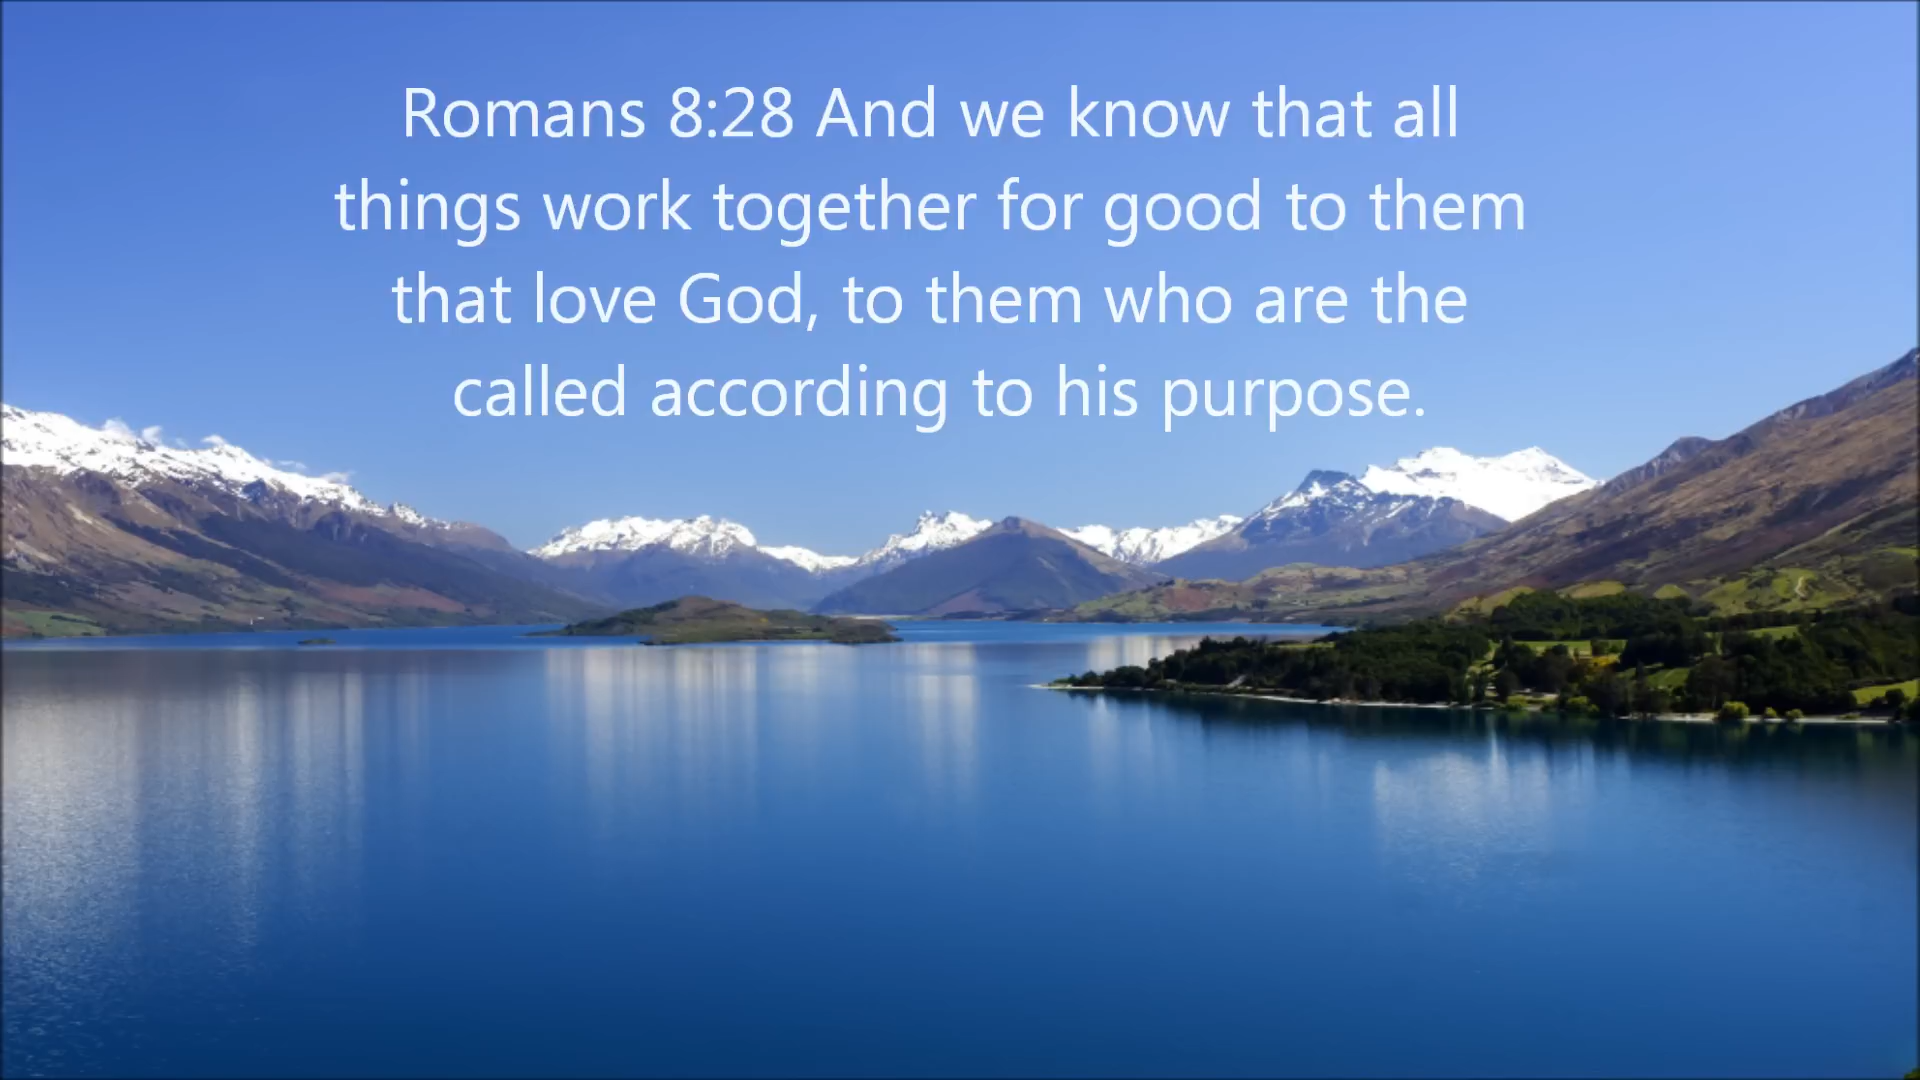 Romans 8:28 And we know that all
things work together for good to them
that love God, to them who are the
called according to his purpose.